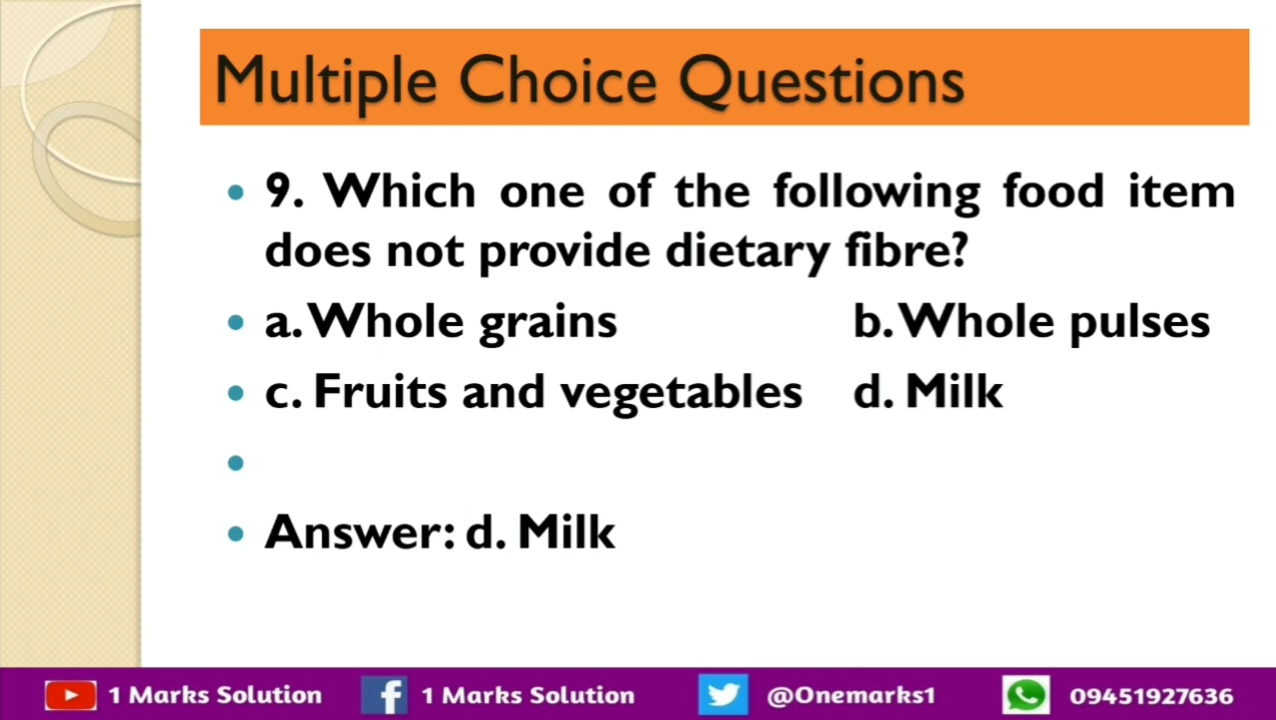 Multiple Choice Questions
9. Which one of the following food item
does not provide dietary fibre?
a. Whole grains b. Whole pulses
c. Fruits and vegetables d. Milk
Answer: d. Milk
1 Marks Solution 1 Marks Solution @Onemarks1 09451927636